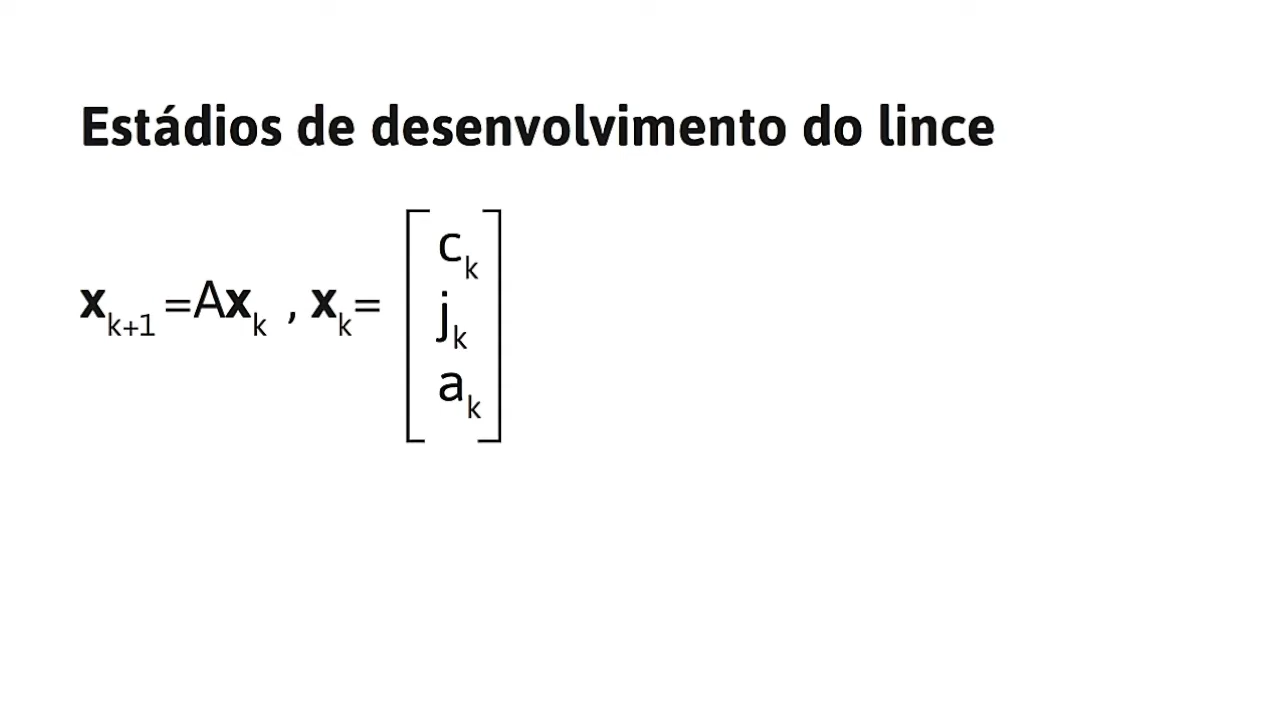 Estádios de desenvolvimento do lince
x_{k+1} =Ax_k , x_k= [c_k
j_k
a_k]